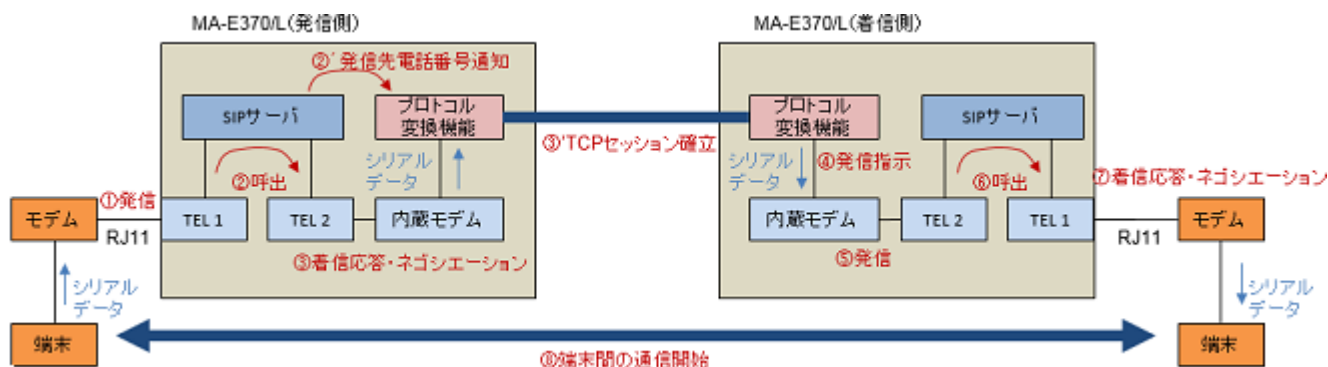 MA-E370/L(発信側)
②' 発信先電話番号通知
SIPサーバ
プロトコル
変換機能
②呼出
シリアル
データ
①発信
モデム
RJ11
TEL 1
TEL 2
内蔵モデム
③着信応答・ネゴシエーション
シリアル
データ
端末
③'TCPセッション確立
MA-E370/L(着信側)
プロトコル
変換機能
SIPサーバ
シリアル
データ
④発信指示
⑥呼出
⑦着信応答・ネゴシエーション
内蔵モデム
TEL 2
TEL 1
RJ11
モデム
⑤発信
シリアル
データ
端末
⑧端末間の通信開始